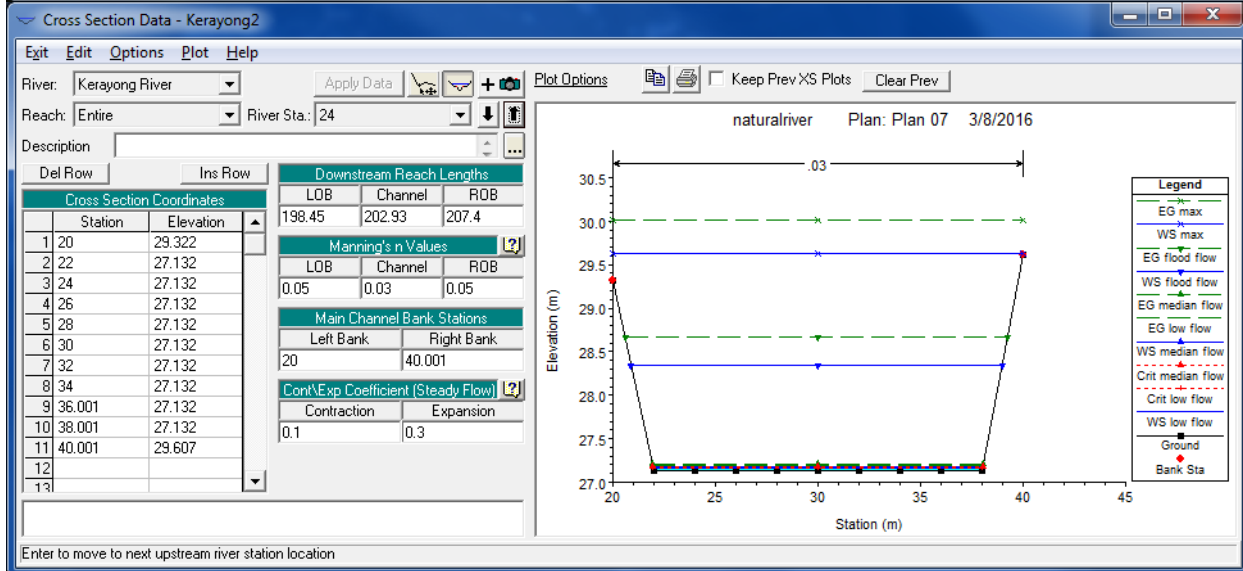 Cross Section Data - Kerayong2
Exit Edit Options Plot Help
River: Kerayong River Apply Data Plot Options Keep Prev XS Plots Clear Prev
Reach: Entire River Sta.: 24
Description ...
Del Row Ins Row
Cross Section Coordinates
Station Elevation
1 20 29.322
2 22 27.132
3 24 27.132
4 26 27.132
5 28 27.132
6 30 27.132
7 32 27.132
8 34 27.132
9 36.001 27.132
10 38.001 27.132
11 40.001 29.607
12
13
Downstream Reach Lengths
LOB Channel ROB
198.45 202.93 207.4
Manning's n Values
LOB Channel ROB
0.05 0.03 0.05
Main Channel Bank Stations
Left Bank Right Bank
20 40.001
Cont\Exp Coefficient (Steady Flow)
Contraction Expansion
0.1 0.3
naturalriver Plan: Plan 07 3/8/2016
.03
30.5
30.0
29.5
29.0
28.5
28.0
27.5
27.0
Elevation (m)
20 25 30 35 40 45
Station (m)
Legend
EG max
WS max
EG flood flow
WS flood flow
EG median flow
EG low flow
WS median flow
Crit median flow
Crit low flow
WS low flow
Ground
Bank Sta
Enter to move to next upstream river station location